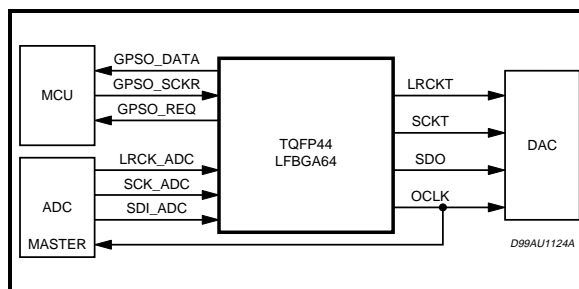 GPSO_DATA
MCU
GPSO_SCKR
GPSO_REQ
LRCK_ADC
SCK_ADC
ADC
SDI_ADC
MASTER
TQFP44
LFBGA64
LRCKT
SCKT
SDO
OCLK
DAC
D99AU1124A